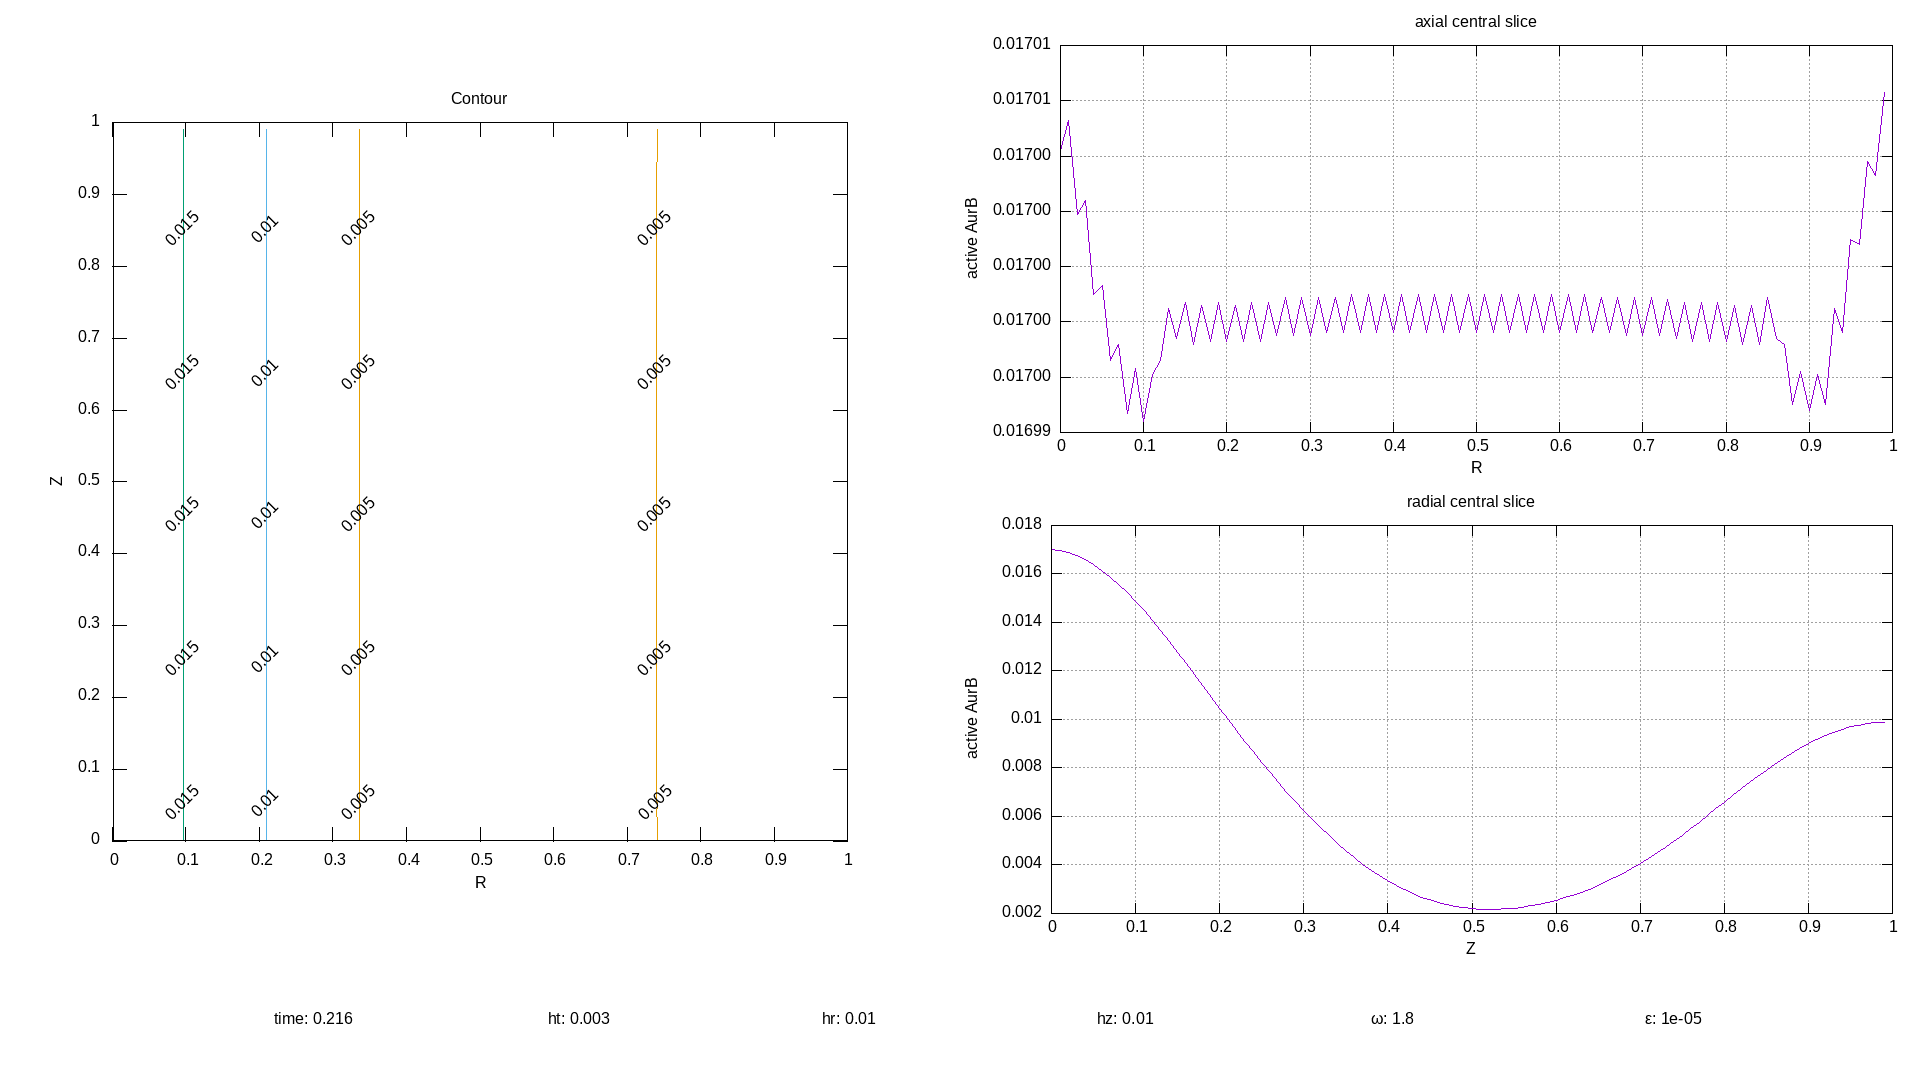 Contour
1
0.9
0.8
0.7
0.6
0.5
0.4
0.3
0.2
0.1
0
Z
0.015 0.01 0.005 0.005
0.015 0.01 0.005 0.005
0.015 0.01 0.005 0.005
0.015 0.01 0.005 0.005
0.015 0.01 0.005 0.005
0 0.1 0.2 0.3 0.4 0.5 0.6 0.7 0.8 0.9 1
R
axial central slice
0.01701
0.01701
0.01700
0.01700
0.01700
0.01700
0.01700
0.01699
active AurB
0 0.1 0.2 0.3 0.4 0.5 0.6 0.7 0.8 0.9 1
R
radial central slice
0.018
0.016
0.014
0.012
0.01
0.008
0.006
0.004
0.002
active AurB
0 0.1 0.2 0.3 0.4 0.5 0.6 0.7 0.8 0.9 1
Z
time: 0.216 ht: 0.003 hr: 0.01 hz: 0.01 ω: 1.8 ε: 1e-05